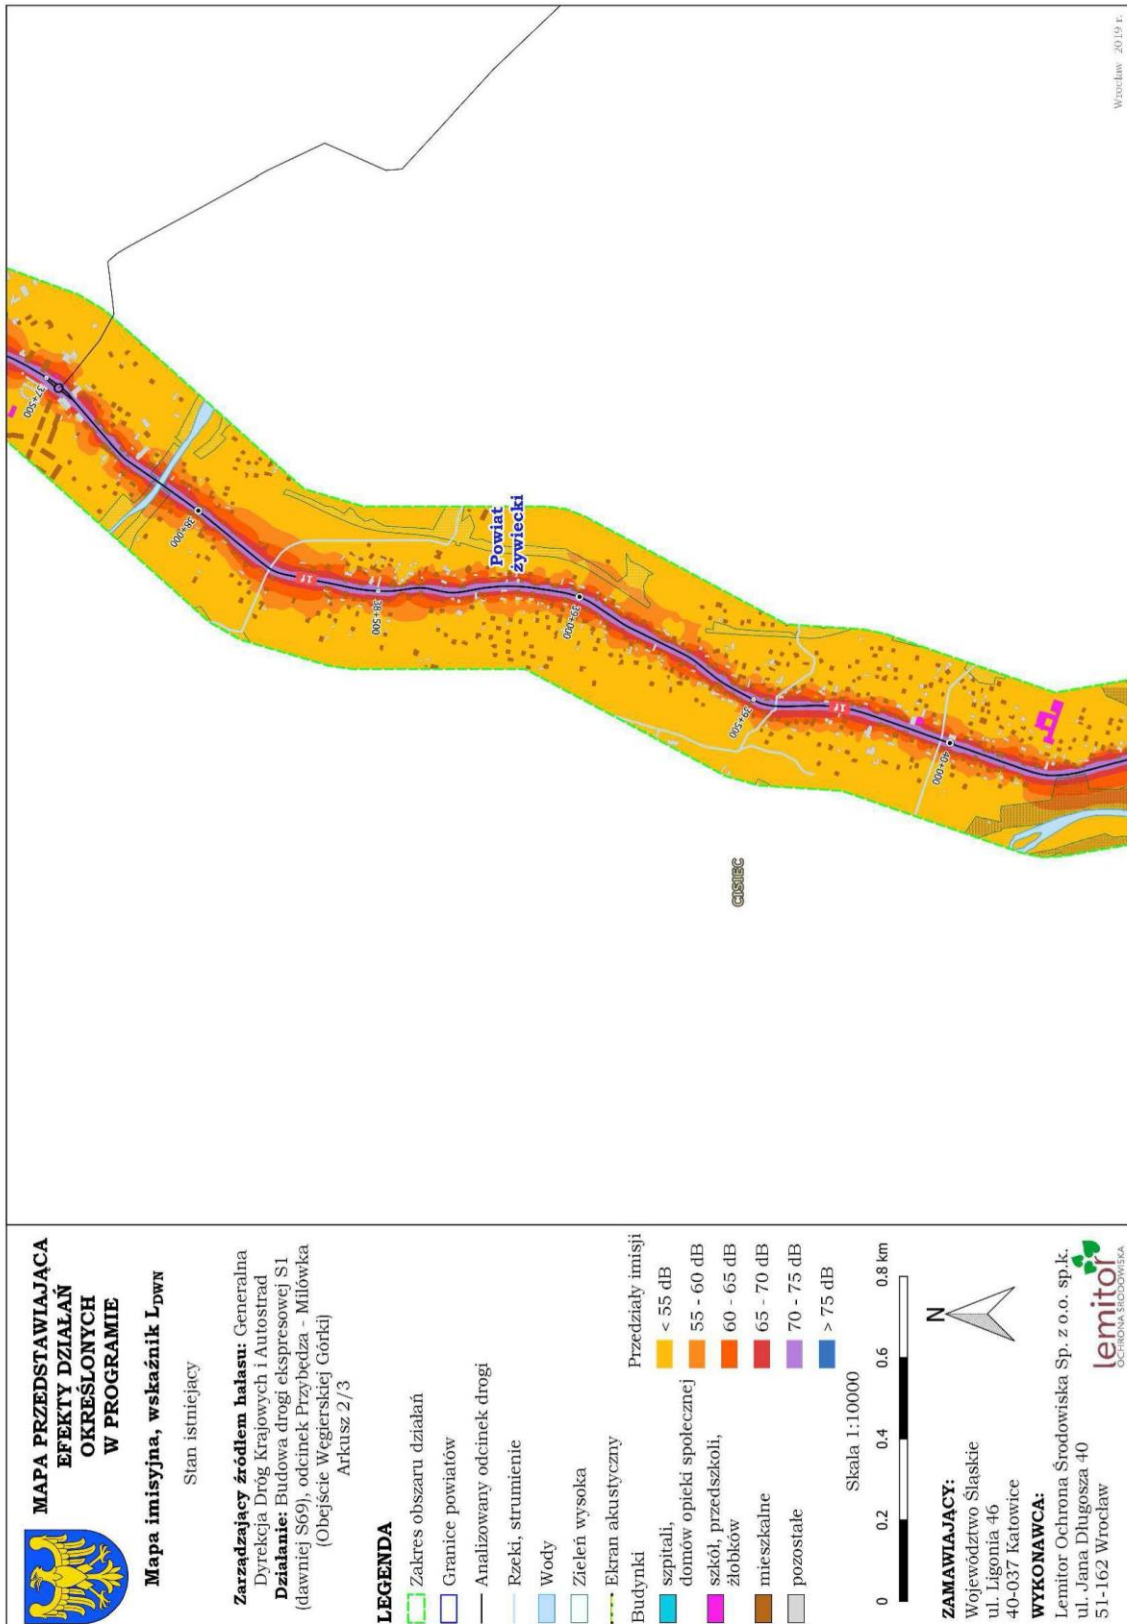 MAPA PRZEDSTAWIAJĄCA
EFEKTY DZIAŁAŃ
OKREŚLONYCH
W PROGRAMIE
Mapa imisyjna, wskaźnik LDWN
Stan istniejący
Zarządzający źródłem hałasu: Generalna
Dyrekcja Dróg Krajowych i Autostrad
Działanie: Budowa drogi ekspresowej S1
(dawniej S69), odcinek Przybędza - Milówka
(Obejście Węgierskiej Górki)
Arkusz 2/3
LEGENDA
Zakres obszaru działań
Granice powiatów
Analizowany odcinek drogi
Rzeki, strumienie
Wody
Zieleń wysoka
Ekran akustyczny
Budynki
szpitali,
domów opieki społecznej
szkół, przedszkoli,
żłobków
mieszkalne
pozostałe
Przedziały imisji
< 55 dB
55 - 60 dB
60 - 65 dB
65 - 70 dB
70 - 75 dB
> 75 dB
Skala 1:10000
0 0.2 0.4 0.6 0.8 km
N
ZAMAWIAJĄCY:
Województwo Śląskie
ul. Ligonia 46
40-037 Katowice
WYKONAWCA:
Lemitor Ochrona Środowiska Sp. z o.o. sp.k.
ul. Jana Długosza 40
51-162 Wrocław
lemitor
OCHRONA ŚRODOWISKA
37+500
38+000
1f
38+500
Powiat
żywiecki
39+000
39+500
1f
40+000
CISIEC
Wrocław 2019 r.